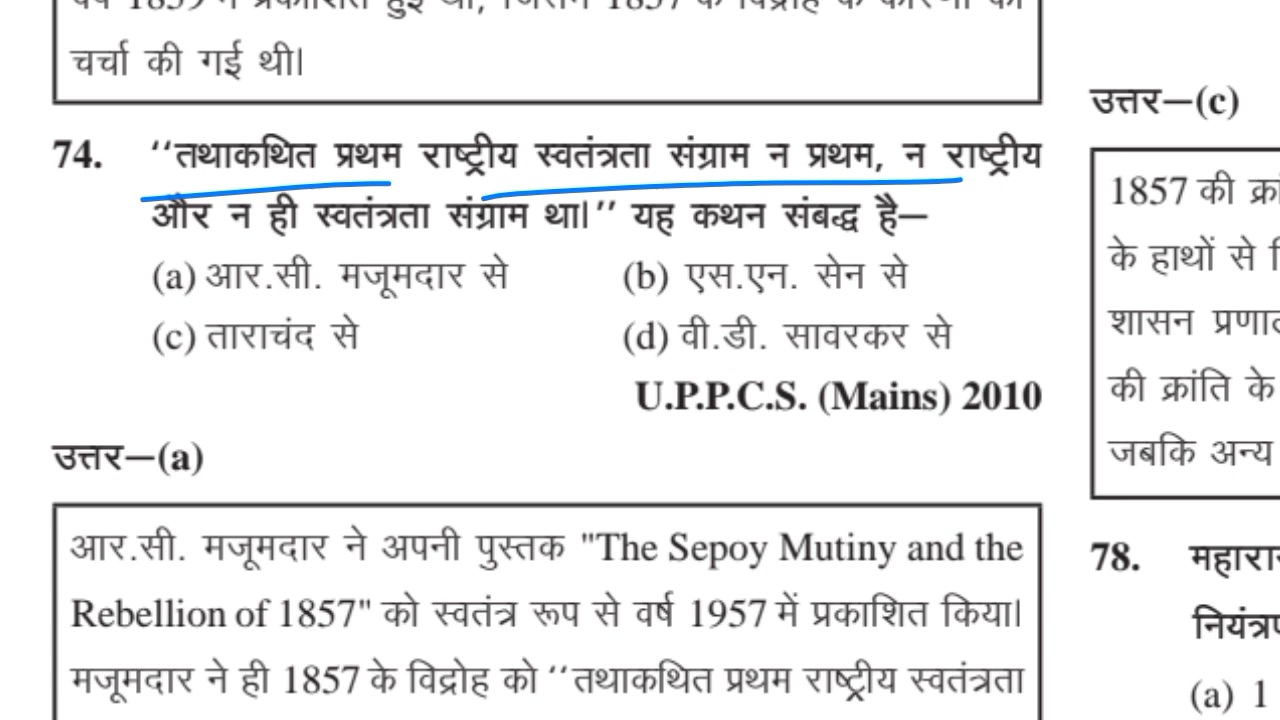 चर्चा की गई थी।
74. ‘‘तथाकथित प्रथम राष्ट्रीय स्वतंत्रता संग्राम न प्रथम, न राष्ट्रीय
और न ही स्वतंत्रता संग्राम था।’’ यह कथन संबद्ध है–
(a) आर.सी. मजूमदार से (b) एस.एन. सेन से
(c) ताराचंद से (d) वी.डी. सावरकर से
U.P.P.C.S. (Mains) 2010
उत्तर–(a)
आर.सी. मजूमदार ने अपनी पुस्तक "The Sepoy Mutiny and the
Rebellion of 1857" को स्वतंत्र रूप से वर्ष 1957 में प्रकाशित किया।
मजूमदार ने ही 1857 के विद्रोह को ‘‘तथाकथित प्रथम राष्ट्रीय स्वतंत्रता
उत्तर–(c)
1857 की
के हाथों से
शासन
की क्रांति के
जबकि अन्य
78.
(a) 1